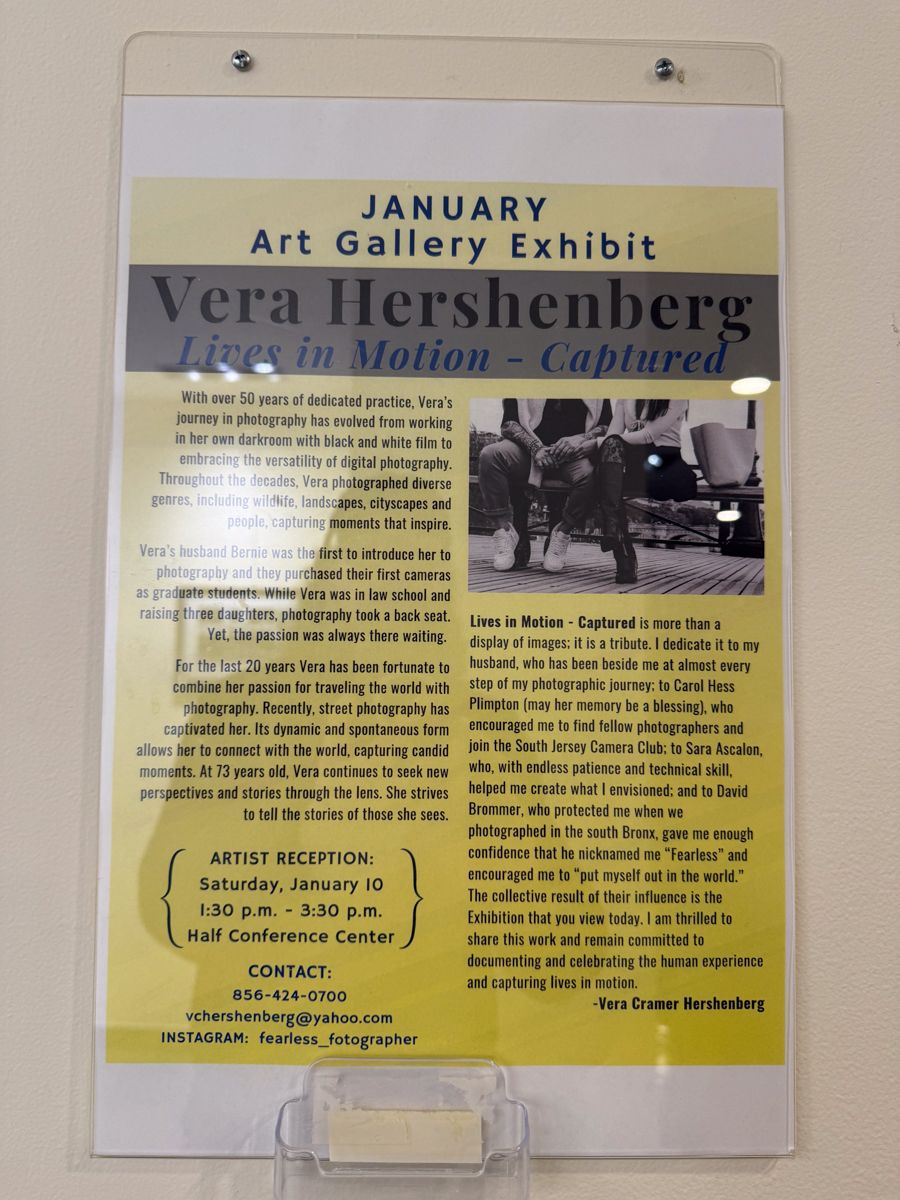 JANUARY
Art Gallery Exhibit
Vera Hershenberg
Lives in Motion - Captured
With over 50 years of dedicated practice, Vera's
journey in photography has evolved from working
in her own darkroom with black and white film to
embracing the versatility of digital photography.
Throughout the decades, Vera photographed diverse
genres, including wildlife, landscapes, cityscapes and
people, capturing moments that inspire.
Vera's husband Bernie was the first to introduce her to
photography and they purchased their first cameras
as graduate students. While Vera was in law school and
raising three daughters, photography took a back seat.
Yet, the passion was always there waiting.
For the last 20 years Vera has been fortunate to
combine her passion for traveling the world with
photography. Recently, street photography has
captivated her. Its dynamic and spontaneous form
allows her to connect with the world, capturing candid
moments. At 73 years old, Vera continues to seek new
perspectives and stories through the lens. She strives
to tell the stories of those she sees.
ARTIST RECEPTION:
Saturday, January 10
1:30 p.m. - 3:30 p.m.
Half Conference Center
CONTACT:
856-424-0700
vchershenberg@yahoo.com
INSTAGRAM: fearless_fotographer
Lives in Motion - Captured is more than a
display of images; it is a tribute. I dedicate it to my
husband, who has been beside me at almost every
step of my photographic journey; to Carol Hess
Plimpton (may her memory be a blessing), who
encouraged me to find fellow photographers and
join the South Jersey Camera Club; to Sara Ascalon,
who, with endless patience and technical skill,
helped me create what I envisioned; and to David
Brommer, who protected me when we
photographed in the south Bronx, gave me enough
confidence that he nicknamed me "Fearless" and
encouraged me to "put myself out in the world."
The collective result of their influence is the
Exhibition that you view today. I am thrilled to
share this work and remain committed to
documenting and celebrating the human experience
and capturing lives in motion.
-Vera Cramer Hershenberg